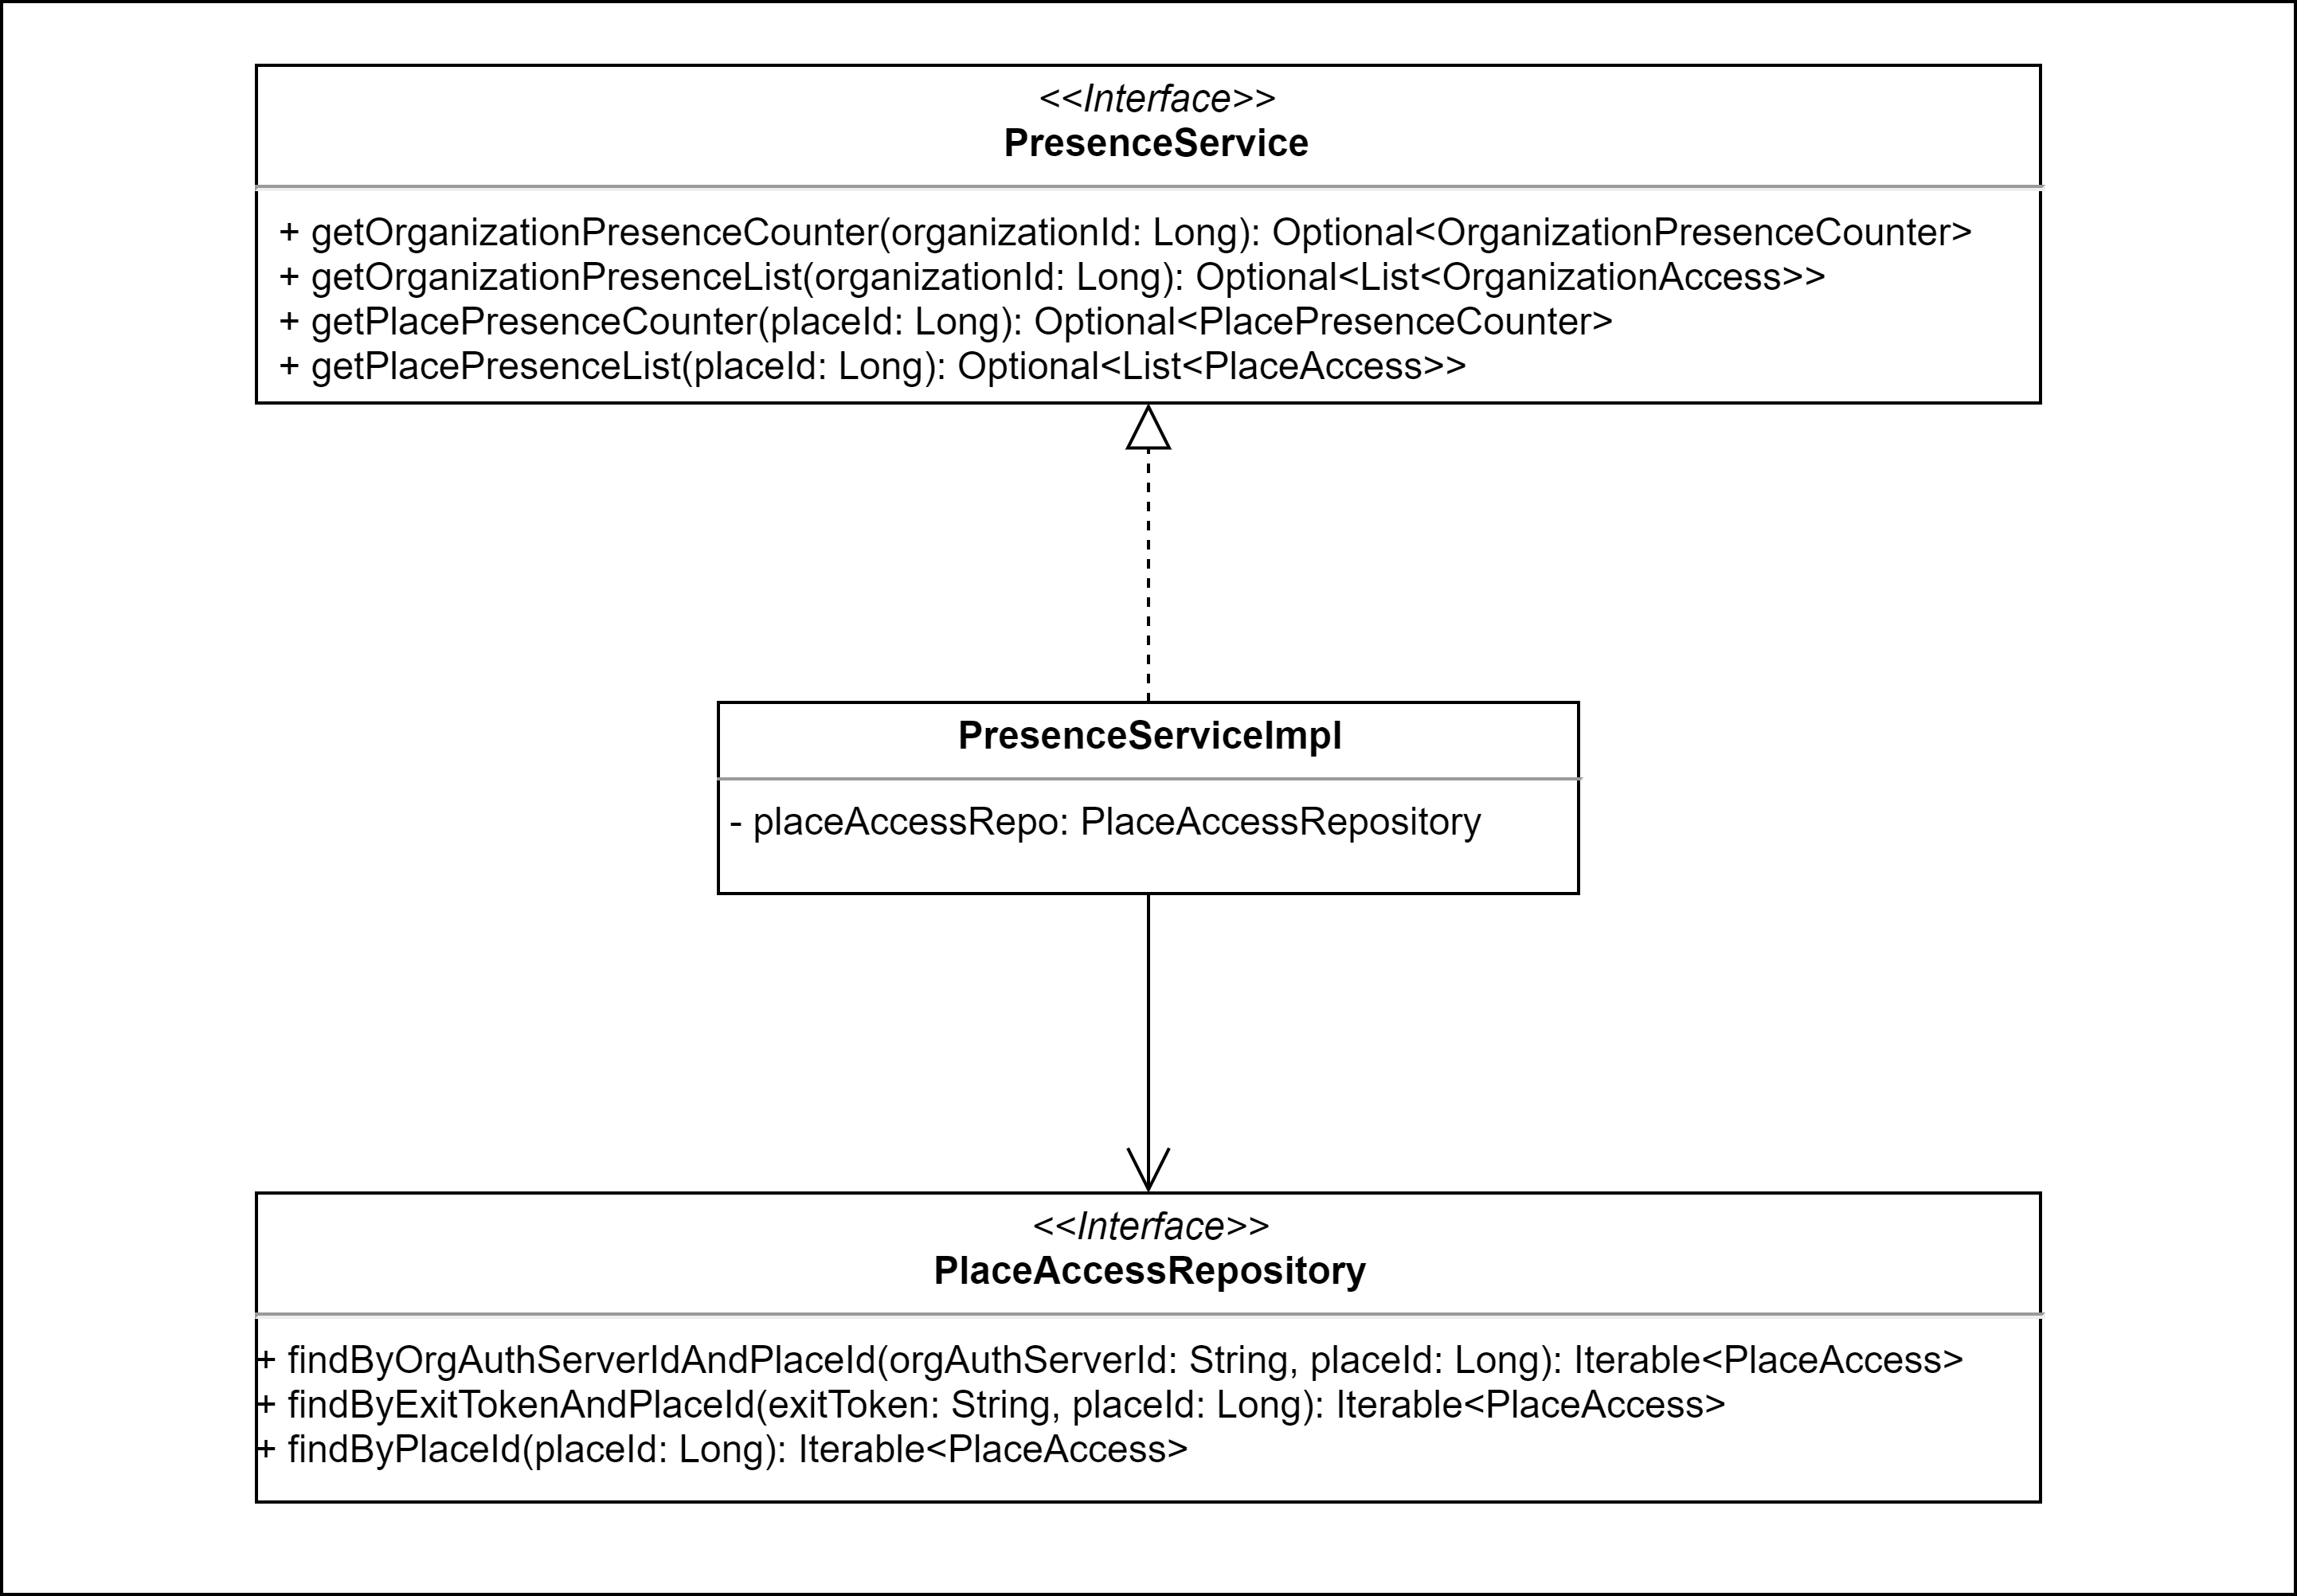 <<Interface>>
PresenceService
+ getOrganizationPresenceCounter(organizationId: Long): Optional<OrganizationPresenceCounter>
+ getOrganizationPresenceList(organizationId: Long): Optional<List<OrganizationAccess>>
+ getPlacePresenceCounter(placeId: Long): Optional<PlacePresenceCounter>
+ getPlacePresenceList(placeId: Long): Optional<List<PlaceAccess>>
PresenceServiceImpl
- placeAccessRepo: PlaceAccessRepository
<<Interface>>
PlaceAccessRepository
+ findByOrgAuthServerIdAndPlaceId(orgAuthServerId: String, placeId: Long): Iterable<PlaceAccess>
+ findByExitTokenAndPlaceId(exitToken: String, placeId: Long): Iterable<PlaceAccess>
+ findByPlaceId(placeId: Long): Iterable<PlaceAccess>